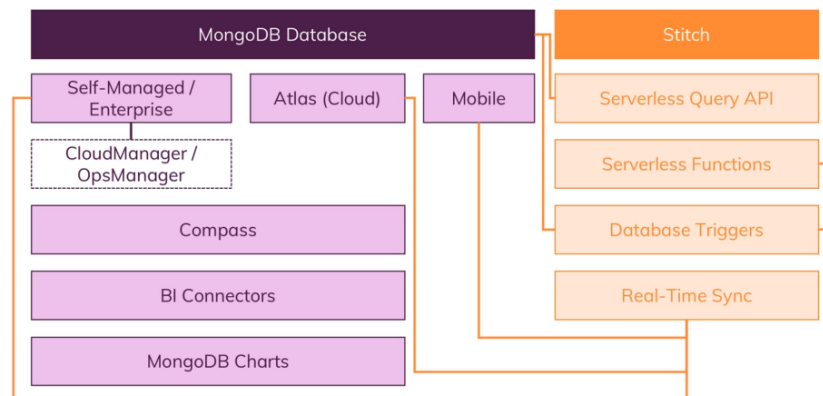 MongoDB Database
Stitch
Self-Managed /
Enterprise
Atlas (Cloud)
Mobile
Serverless Query API
CloudManager /
OpsManager
Serverless Functions
Compass
Database Triggers
BI Connectors
Real-Time Sync
MongoDB Charts